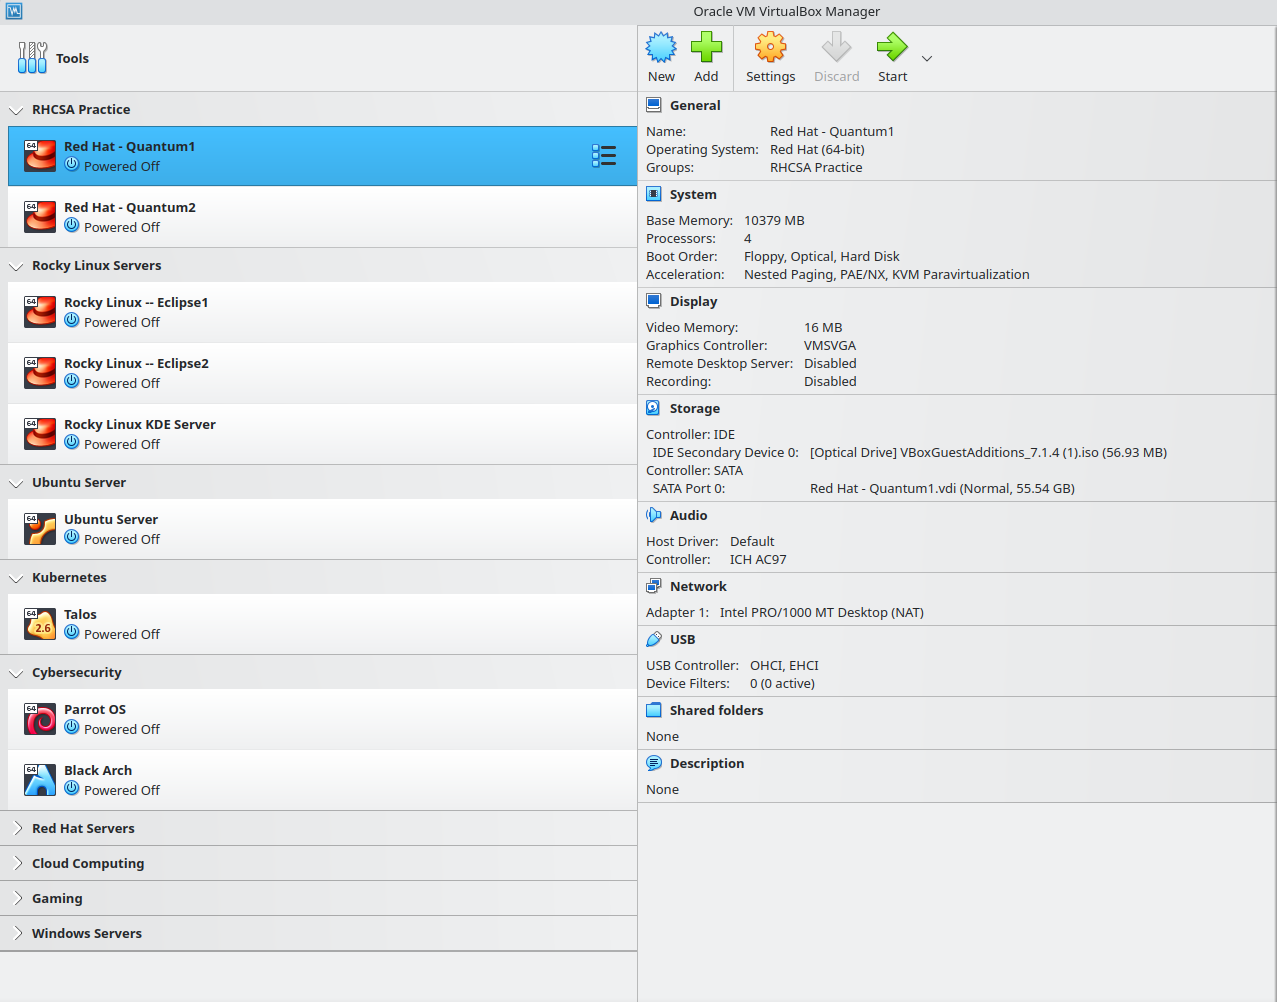 Oracle VM VirtualBox Manager
Tools
New Add Settings Discard Start
RHCSA Practice
64 Red Hat - Quantum1
Powered Off
64 Red Hat - Quantum2
Powered Off
Rocky Linux Servers
64 Rocky Linux -- Eclipse1
Powered Off
64 Rocky Linux -- Eclipse2
Powered Off
64 Rocky Linux KDE Server
Powered Off
Ubuntu Server
64 Ubuntu Server
Powered Off
Kubernetes
64 2.6 Talos
Powered Off
Cybersecurity
64 Parrot OS
Powered Off
64 Black Arch
Powered Off
Red Hat Servers
Cloud Computing
Gaming
Windows Servers
General
Name: Red Hat - Quantum1
Operating System: Red Hat (64-bit)
Groups: RHCSA Practice
System
Base Memory: 10379 MB
Processors: 4
Boot Order: Floppy, Optical, Hard Disk
Acceleration: Nested Paging, PAE/NX, KVM Paravirtualization
Display
Video Memory: 16 MB
Graphics Controller: VMSVGA
Remote Desktop Server: Disabled
Recording: Disabled
Storage
Controller: IDE
IDE Secondary Device 0: [Optical Drive] VBoxGuestAdditions_7.1.4 (1).iso (56.93 MB)
Controller: SATA
SATA Port 0: Red Hat - Quantum1.vdi (Normal, 55.54 GB)
Audio
Host Driver: Default
Controller: ICH AC97
Network
Adapter 1: Intel PRO/1000 MT Desktop (NAT)
USB
USB Controller: OHCI, EHCI
Device Filters: 0 (0 active)
Shared folders
None
Description
None